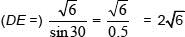 (DE =) √6/sin30 = √6/0.5 = 2√6